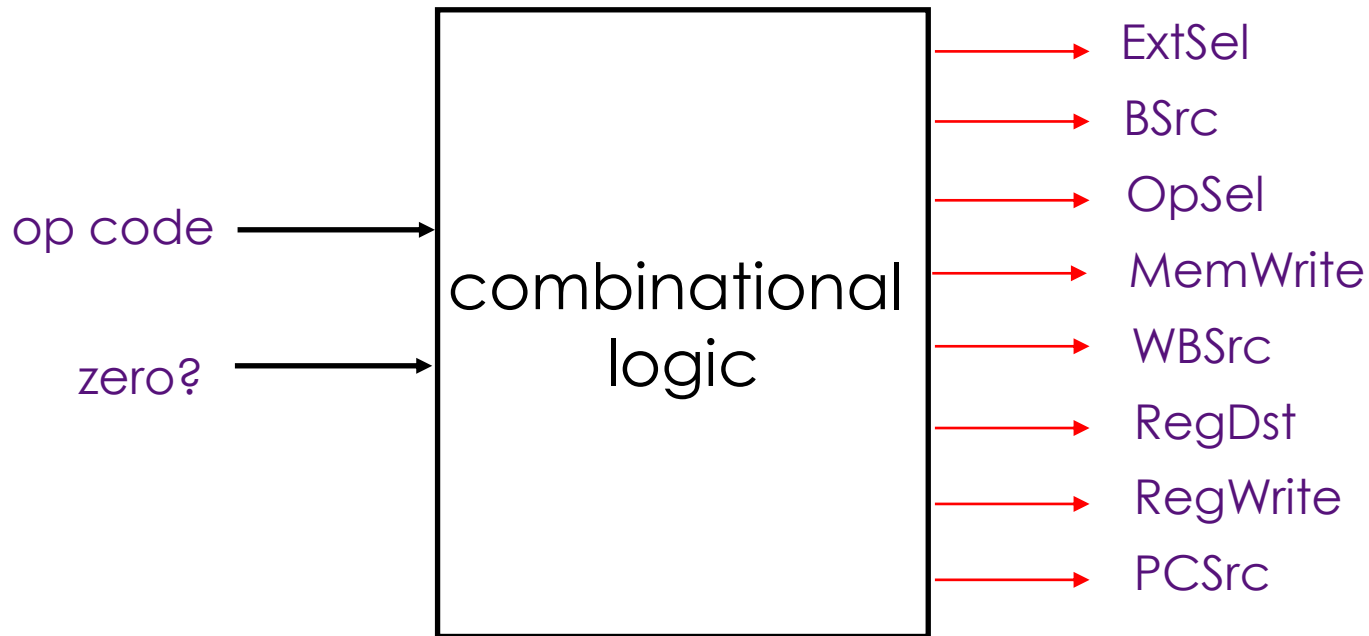 op code
zero?
combinational
logic
ExtSel
BSrc
OpSel
MemWrite
WBSrc
RegDst
RegWrite
PCSrc